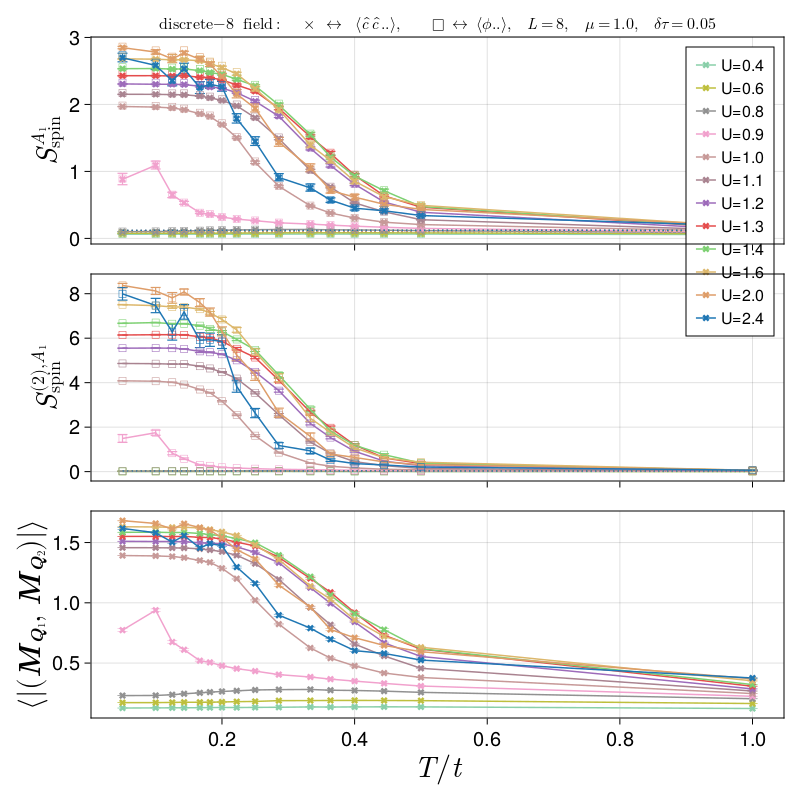 discrete−8 field: × ↔ ⟨ĉ ĉ ..⟩, □ ↔ ⟨ϕ..⟩, L = 8, μ = 1.0, δτ = 0.05
3
2
1
0
S_spin^{A_1}
U=0.4
U=0.6
U=0.8
U=0.9
U=1.0
U=1.1
U=1.2
U=1.3
U=1.4
U=1.6
U=2.0
U=2.4
8
6
4
2
0
S_spin^{(2),A_1}
1.5
1.0
0.5
⟨|(M_{Q_1}, M_{Q_2})|⟩
0.2 0.4 0.6 0.8 1.0
T/t